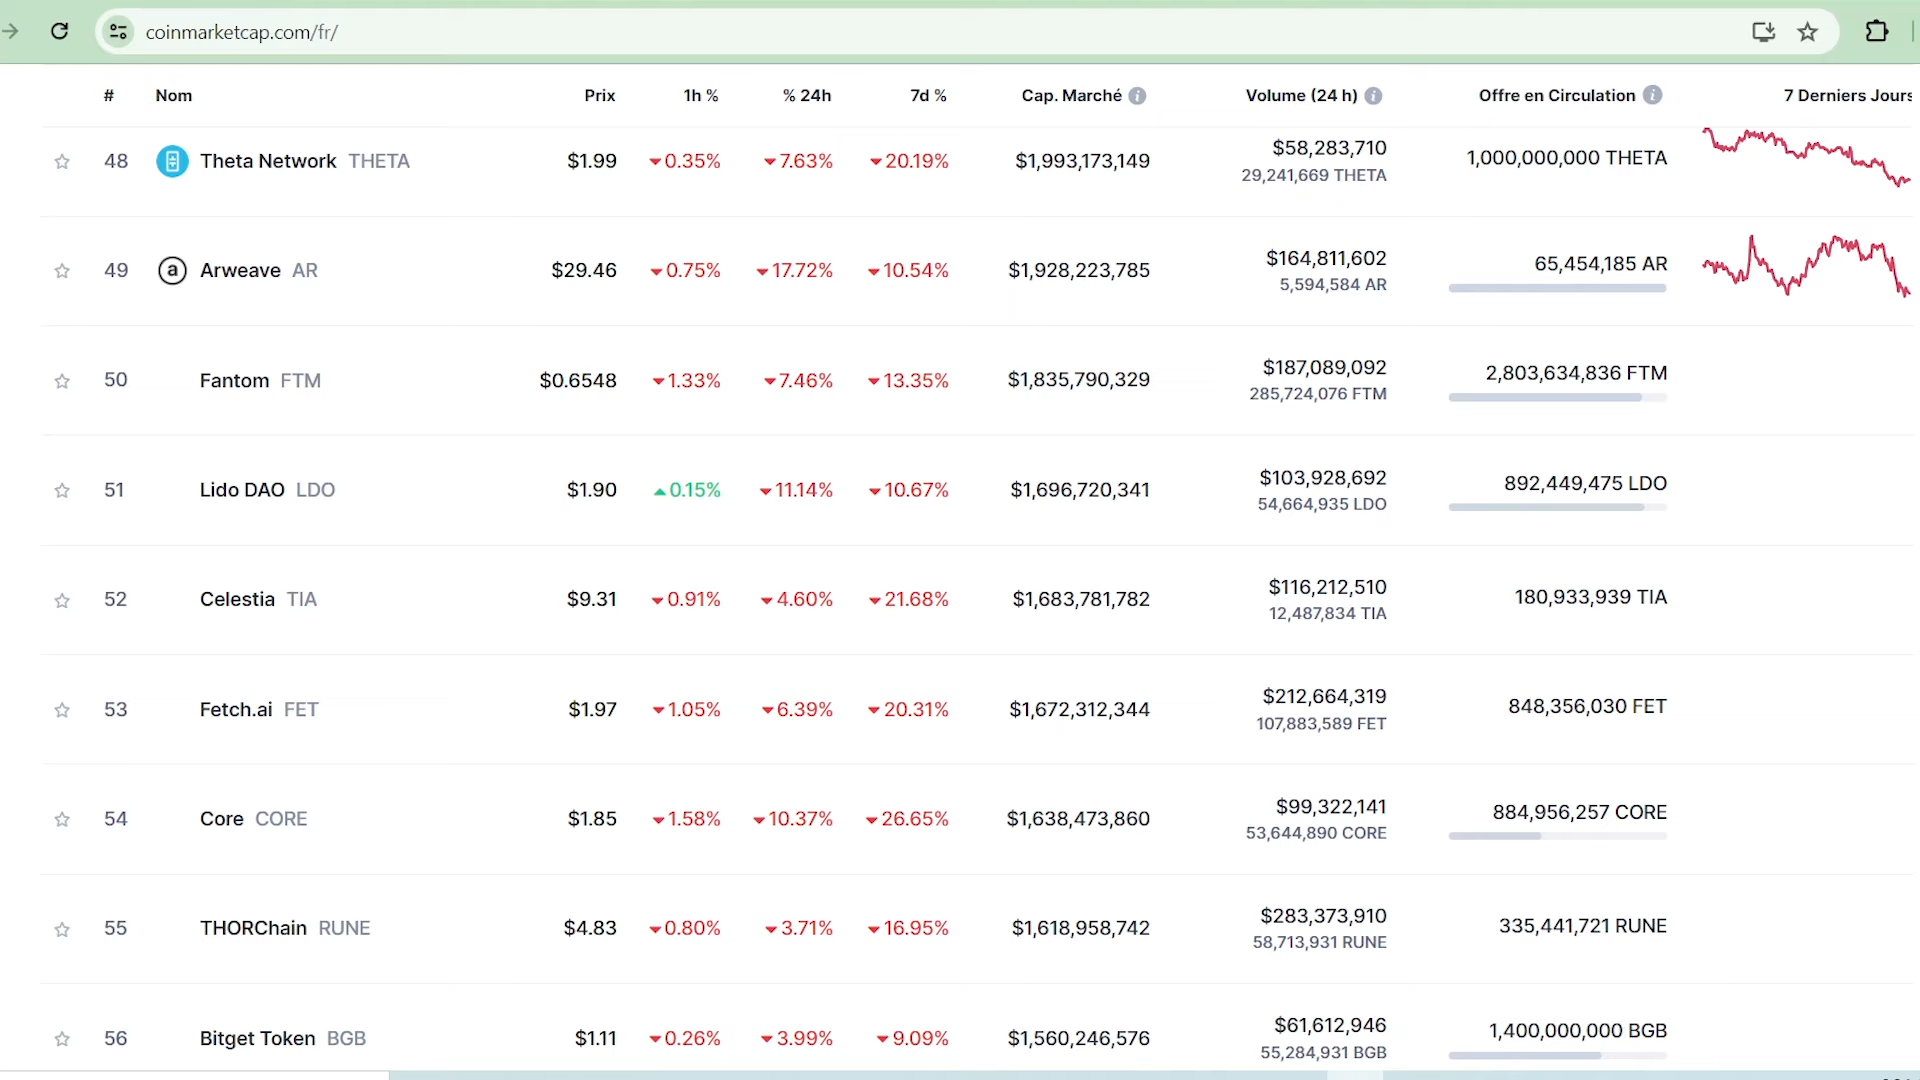 coinmarketcap.com/fr/
# Nom Prix 1h % % 24h 7d % Cap. Marché Volume (24 h) Offre en Circulation 7 Derniers Jours
48 Theta Network THETA $1.99 0.35% 7.63% 20.19% $1,993,173,149 $58,283,710 1,000,000,000 THETA
29,241,669 THETA
49 a Arweave AR $29.46 0.75% 17.72% 10.54% $1,928,223,785 $164,811,602 65,454,185 AR
5,594,584 AR
50 Fantom FTM $0.6548 1.33% 7.46% 13.35% $1,835,790,329 $187,089,092 2,803,634,836 FTM
285,724,076 FTM
51 Lido DAO LDO $1.90 0.15% 11.14% 10.67% $1,696,720,341 $103,928,692 892,449,475 LDO
54,664,935 LDO
52 Celestia TIA $9.31 0.91% 4.60% 21.68% $1,683,781,782 $116,212,510 180,933,939 TIA
12,487,834 TIA
53 Fetch.ai FET $1.97 1.05% 6.39% 20.31% $1,672,312,344 $212,664,319 848,356,030 FET
107,883,589 FET
54 Core CORE $1.85 1.58% 10.37% 26.65% $1,638,473,860 $99,322,141 884,956,257 CORE
53,644,890 CORE
55 THORChain RUNE $4.83 0.80% 3.71% 16.95% $1,618,958,742 $283,373,910 335,441,721 RUNE
58,713,931 RUNE
56 Bitget Token BGB $1.11 0.26% 3.99% 9.09% $1,560,246,576 $61,612,946 1,400,000,000 BGB
55,284,931 BGB